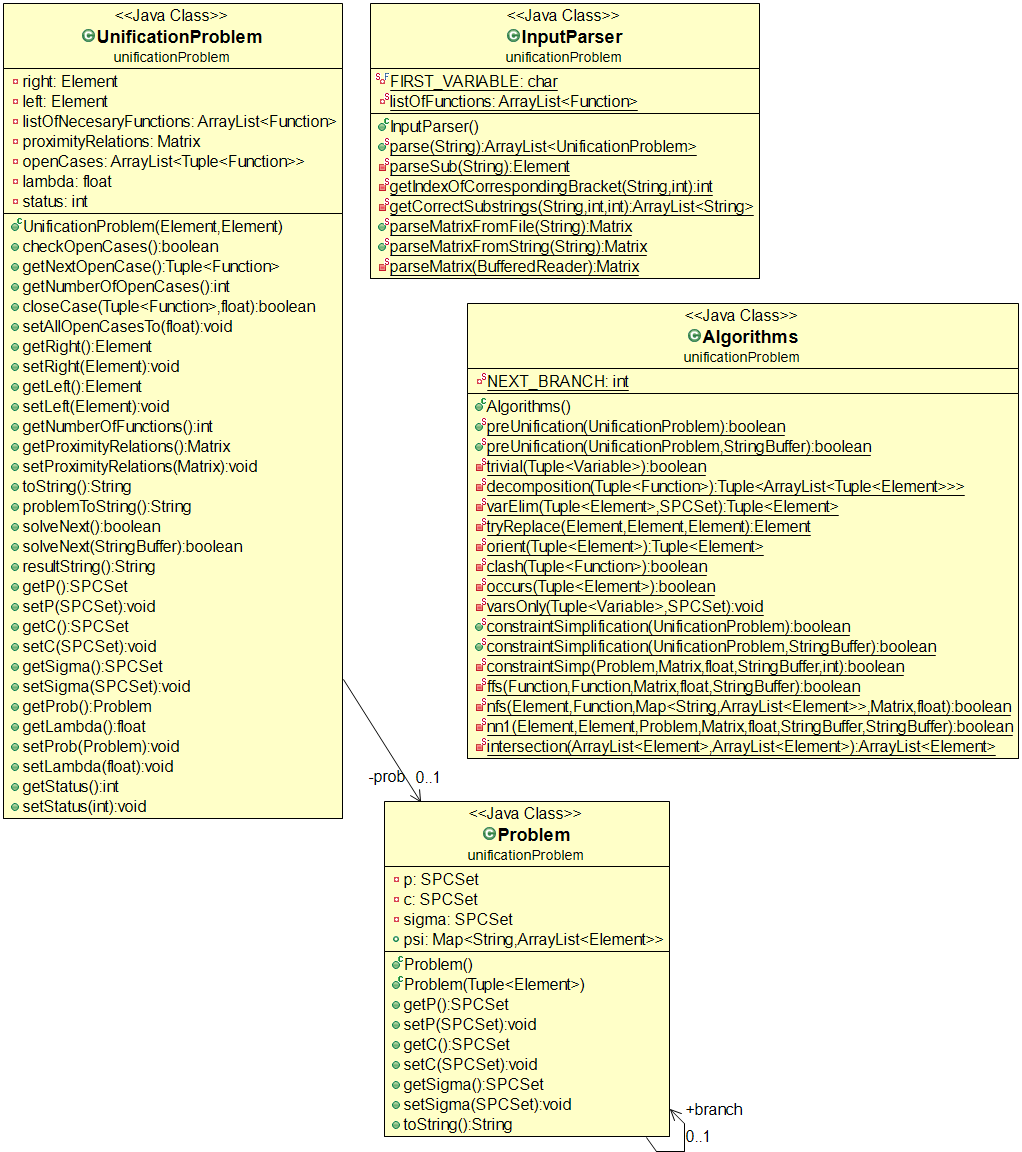 <<Java Class>>
UnificationProblem
unificationProblem
right: Element
left: Element
listOfNecesaryFunctions: ArrayList<Function>
proximityRelations: Matrix
openCases: ArrayList<Tuple<Function>>
lambda: float
status: int
UnificationProblem(Element,Element)
checkOpenCases():boolean
getNextOpenCase():Tuple<Function>
getNumberOfOpenCases():int
closeCase(Tuple<Function>,float):boolean
setAllOpenCasesTo(float):void
getRight():Element
setRight(Element):void
getLeft():Element
setLeft(Element):void
getNumberOfFunctions():int
getProximityRelations():Matrix
setProximityRelations(Matrix):void
toString():String
problemToString():String
solveNext():boolean
solveNext(StringBuffer):boolean
resultString():String
getP():SPCSet
setP(SPCSet):void
getC():SPCSet
setC(SPCSet):void
getSigma():SPCSet
setSigma(SPCSet):void
getProb():Problem
getLambda():float
setProb(Problem):void
setLambda(float):void
getStatus():int
setStatus(int):void
<<Java Class>>
InputParser
unificationProblem
FIRST_VARIABLE: char
listOfFunctions: ArrayList<Function>
InputParser()
parse(String):ArrayList<UnificationProblem>
parseSub(String):Element
getIndexOfCorrespondingBracket(String,int):int
getCorrectSubstrings(String,int,int):ArrayList<String>
parseMatrixFromFile(String):Matrix
parseMatrixFromString(String):Matrix
parseMatrix(BufferedReader):Matrix
<<Java Class>>
Algorithms
unificationProblem
NEXT_BRANCH: int
Algorithms()
preUnification(UnificationProblem):boolean
preUnification(UnificationProblem,StringBuffer):boolean
trivial(Tuple<Variable>):boolean
decomposition(Tuple<Function>):Tuple<ArrayList<Tuple<Element>>>
varElim(Tuple<Element>,SPCSet):Tuple<Element>
tryReplace(Element,Element,Element):Element
orient(Tuple<Element>):Tuple<Element>
clash(Tuple<Function>):boolean
occurs(Tuple<Element>):boolean
varsOnly(Tuple<Variable>,SPCSet):void
constraintSimplification(UnificationProblem):boolean
constraintSimplification(UnificationProblem,StringBuffer):boolean
constraintSimp(Problem,Matrix,float,StringBuffer,int):boolean
ffs(Function,Function,Matrix,float,StringBuffer):boolean
nfs(Element,Function,Map<String,ArrayList<Element>>,Matrix,float):boolean
nn1(Element,Element,Problem,Matrix,float,StringBuffer,StringBuffer):boolean
intersection(ArrayList<Element>,ArrayList<Element>):ArrayList<Element>
-prob 0..1
<<Java Class>>
Problem
unificationProblem
p: SPCSet
c: SPCSet
sigma: SPCSet
psi: Map<String,ArrayList<Element>>
Problem()
Problem(Tuple<Element>)
getP():SPCSet
setP(SPCSet):void
getC():SPCSet
setC(SPCSet):void
getSigma():SPCSet
setSigma(SPCSet):void
toString():String
+branch
0..1